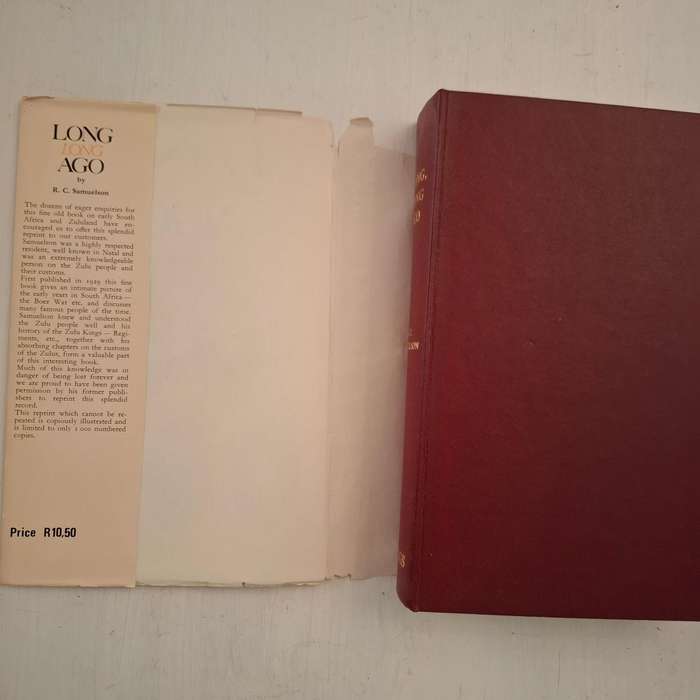 LONG
LONG
AGO
by
R. C. Samuelson
The dozens of eager enquiries for
this fine old book on early South
Africa and Zululand have en-
couraged us to offer this splendid
reprint to our customers.
Samuelson was a highly respected
resident, well known in Natal and
was an extremely knowledgeable
person on the Zulu people and
their customs.
First published in 1929 this fine
book gives an intimate picture of
the early years in South Africa —
the Boer War etc. and discusses
many famous people of the time.
Samuelson knew and understood
the Zulu people well and his
history of the Zulu Kings — Regi-
ments, etc., together with his
absorbing chapters on the customs
of the Zulus, form a valuable part
of this interesting book.
Much of this knowledge was in
danger of being lost forever and
we are proud to have been given
permission by his former publi-
shers to reprint this splendid
record.
This reprint which cannot be re-
peated is copiously illustrated and
is limited to only 1 000 numbered
copies.
Price R10,50